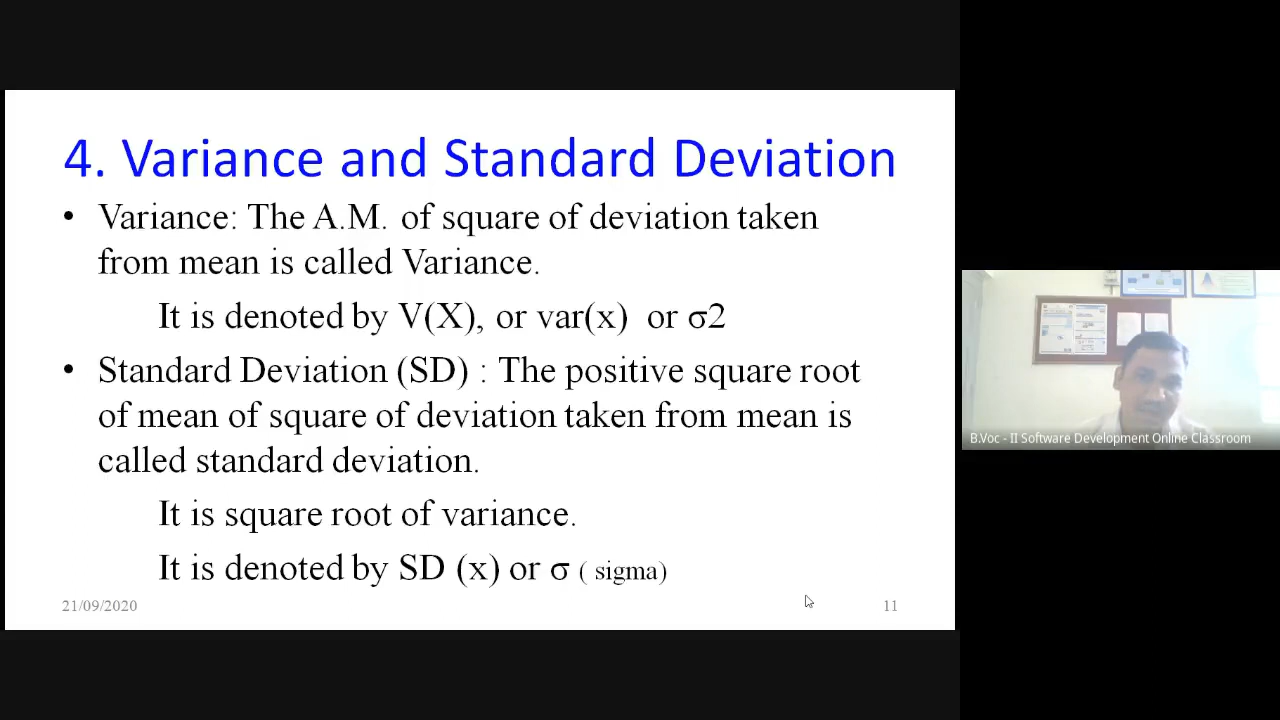 4. Variance and Standard Deviation
• Variance: The A.M. of square of deviation taken
from mean is called Variance.
It is denoted by V(X), or var(x) or σ2
• Standard Deviation (SD) : The positive square root
of mean of square of deviation taken from mean is
called standard deviation.
It is square root of variance.
It is denoted by SD (x) or σ ( sigma)
21/09/2020
11
B.Voc - II Software Development Online Classroom